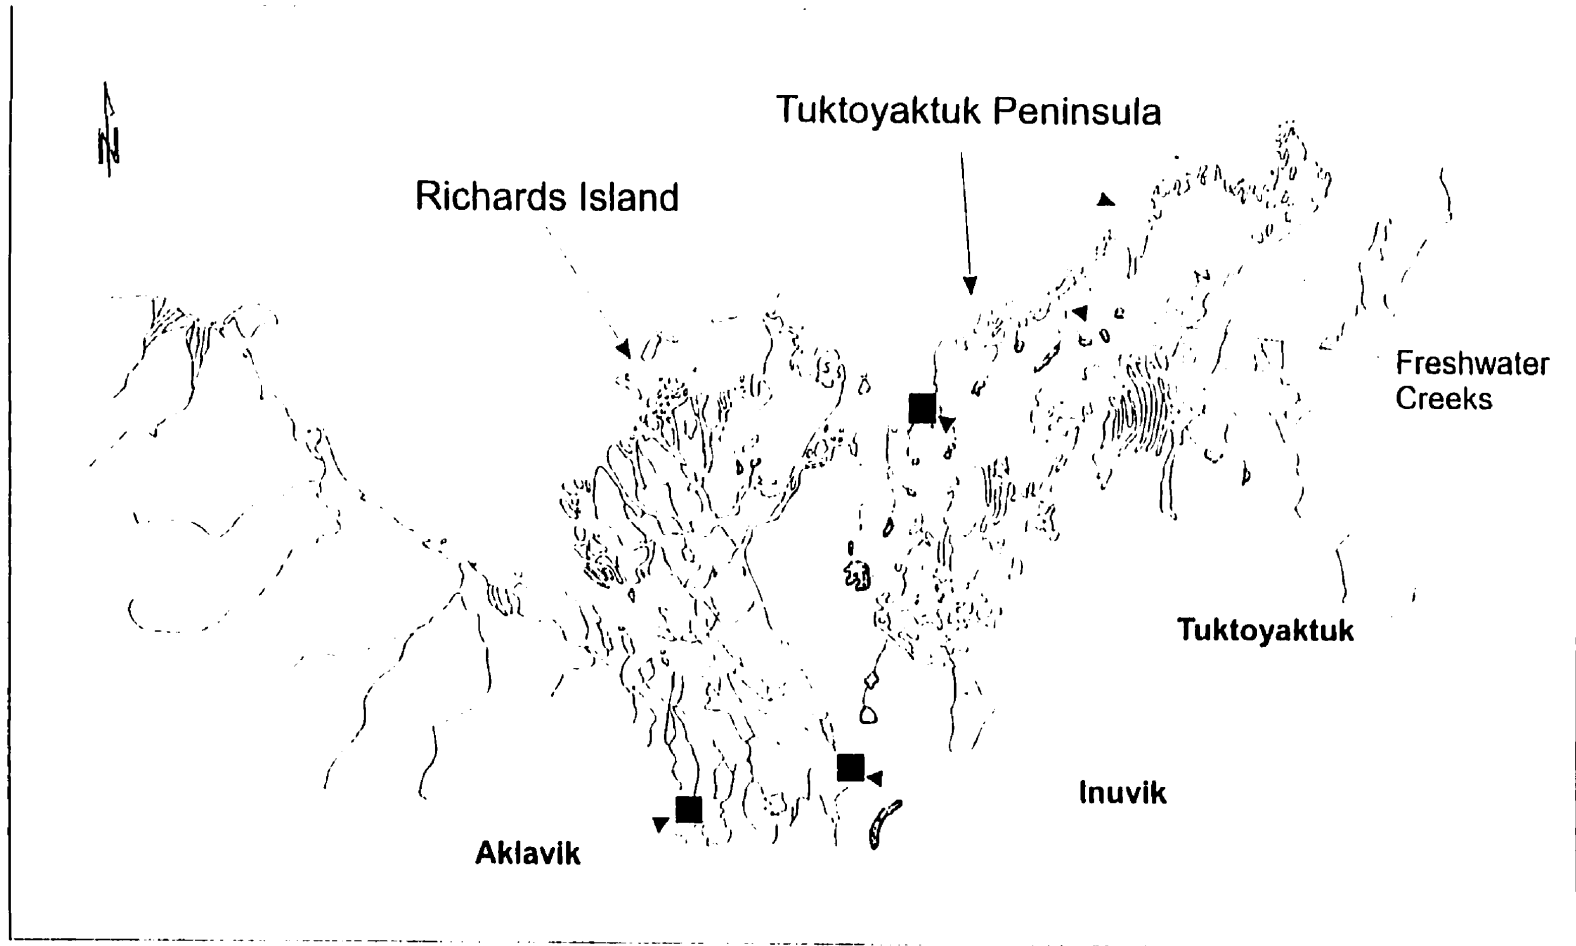 Tuktoyaktuk Peninsula
N
Richards Island
Freshwater
Creeks
Tuktoyaktuk
Inuvik
Aklavik